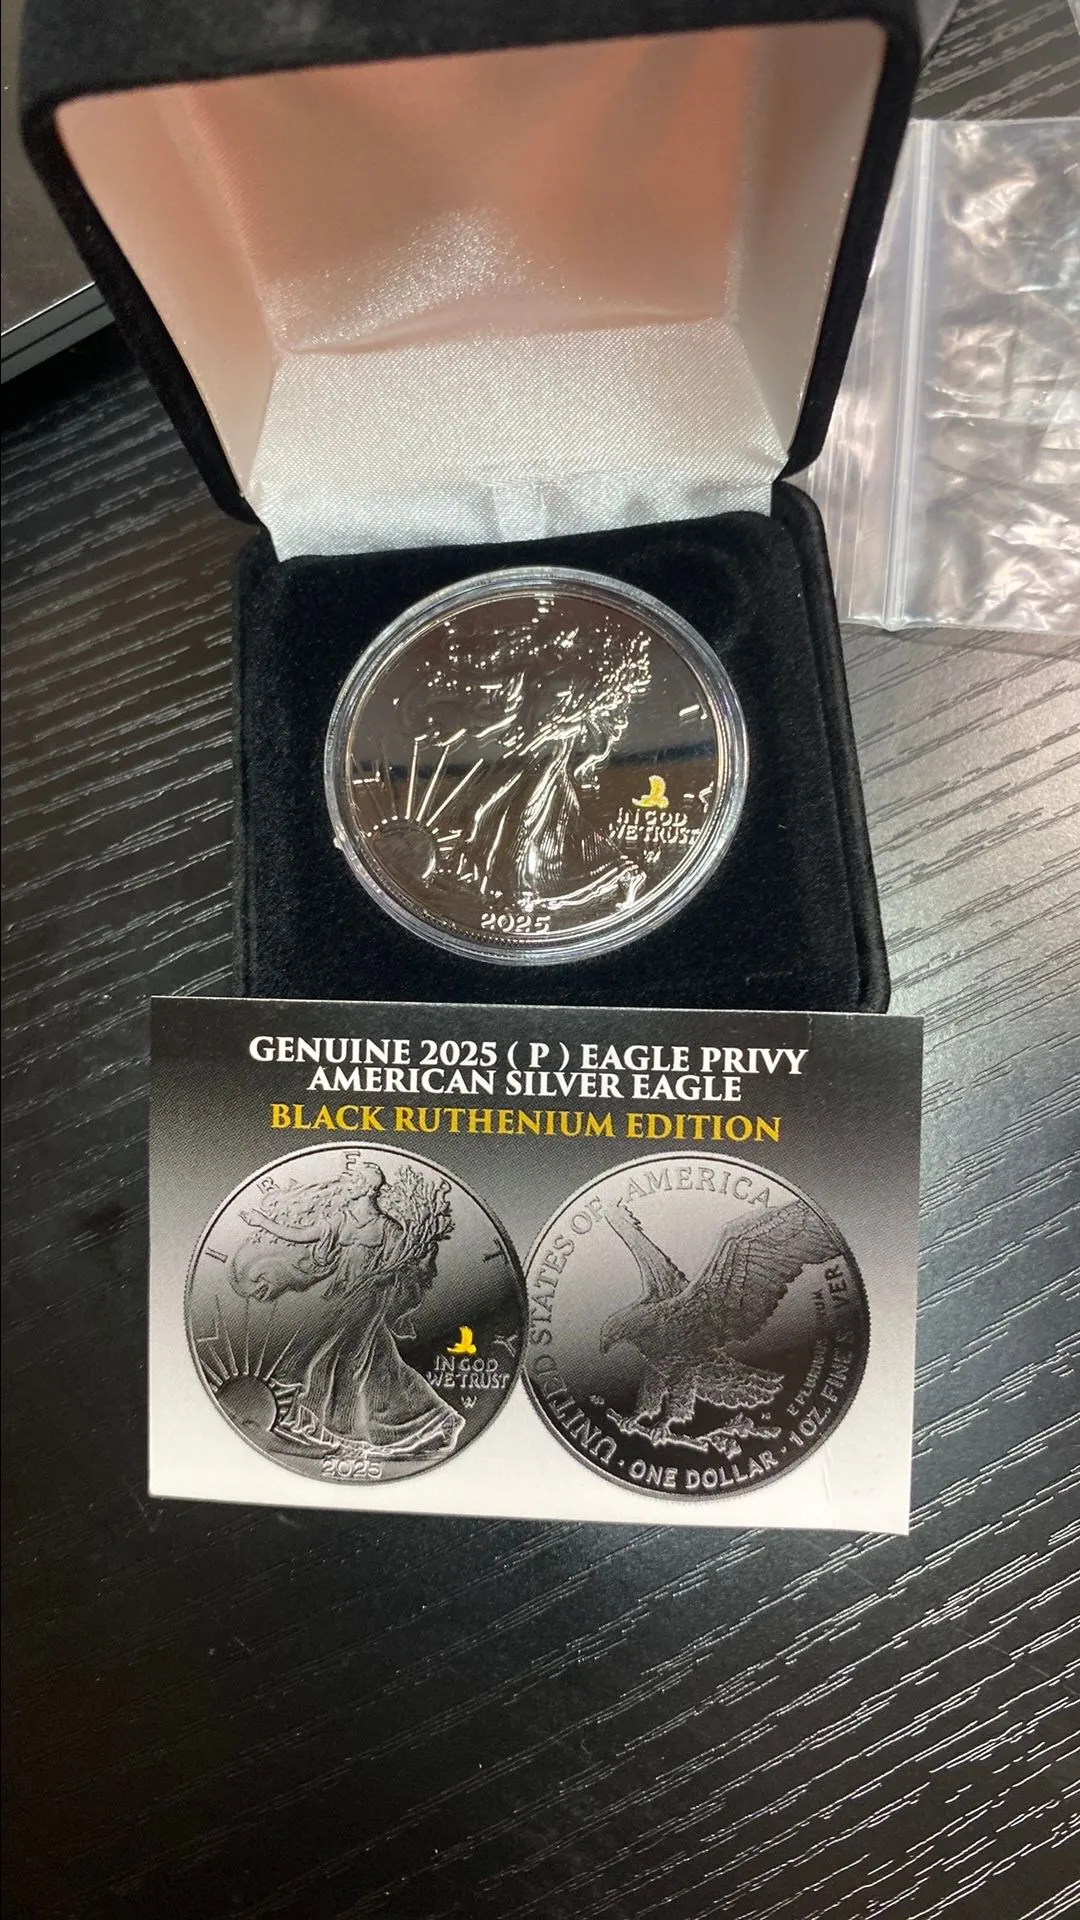 IN GOD
WE TRUST
W
2025
GENUINE 2025 ( P ) EAGLE PRIVY
AMERICAN SILVER EAGLE
BLACK RUTHENIUM EDITION
LIBERTY
IN GOD
WE TRUST
W
2025
UNITED STATES OF AMERICA
E PLURIBUS UNUM
1 OZ. FINE SILVER
ONE DOLLAR